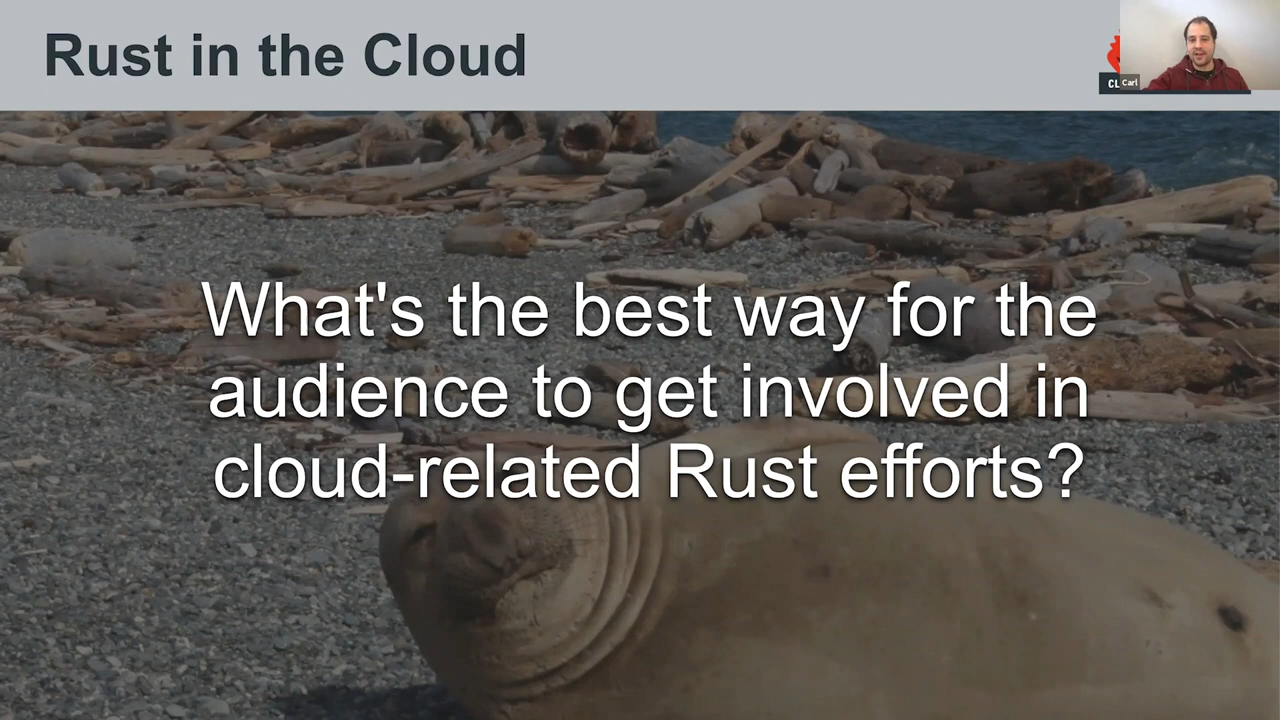 Rust in the Cloud
CL
Carl
What's the best way for the
audience to get involved in
cloud-related Rust efforts?